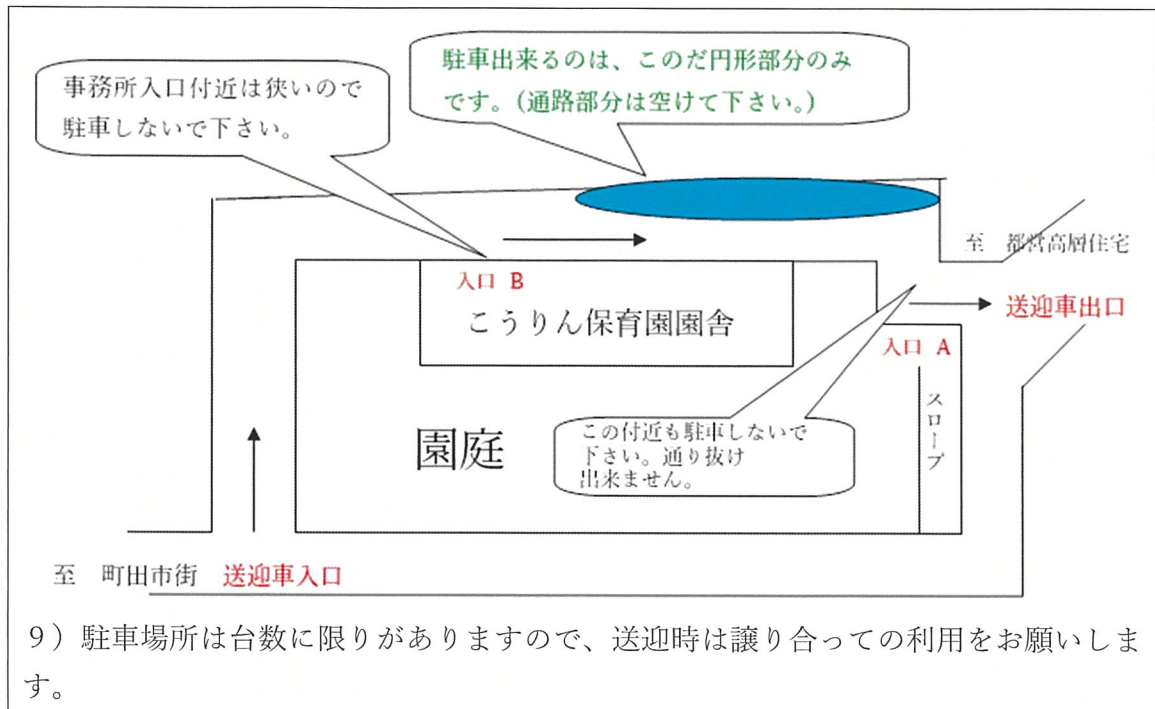 駐車出来るのは、このだ円形部分のみ
です。(通路部分は空けて下さい。)
事務所入口付近は狭いので
駐車しないで下さい。
至　都営高層住宅
入口 B
送迎車出口
こうりん保育園園舎
入口 A
スロープ
園庭
この付近も駐車しないで
下さい。通り抜け
出来ません。
至　町田市街　送迎車入口
9）駐車場所は台数に限りがありますので、送迎時は譲り合っての利用をお願いしま
す。